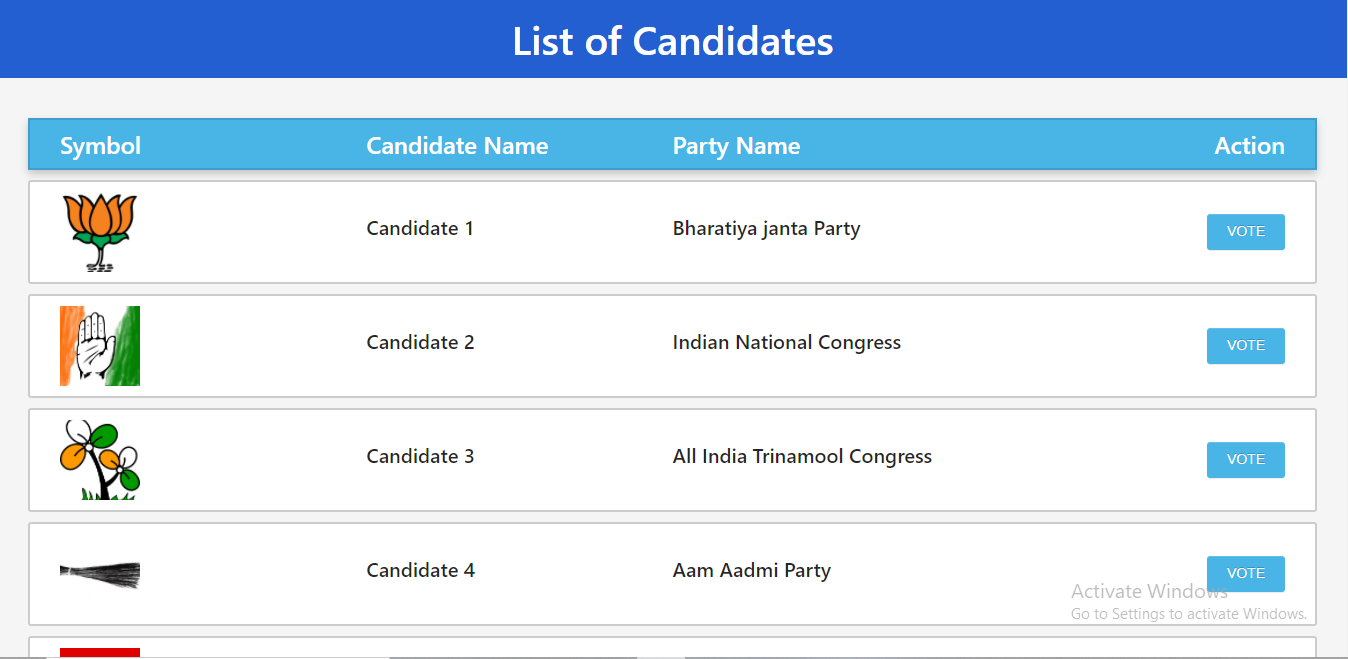 List of Candidates
Symbol Candidate Name Party Name Action
Candidate 1 Bharatiya janta Party VOTE
Candidate 2 Indian National Congress VOTE
Candidate 3 All India Trinamool Congress VOTE
Candidate 4 Aam Aadmi Party VOTE
Activate Windows
Go to Settings to activate Windows.